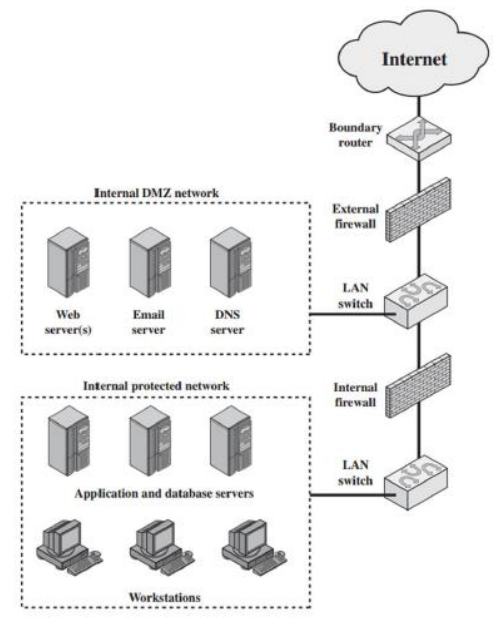 Internet
Boundary
router
Internal DMZ network
External
firewall
Web
server(s)
Email
server
DNS
server
LAN
switch
Internal protected network
Internal
firewall
Application and database servers
LAN
switch
Workstations